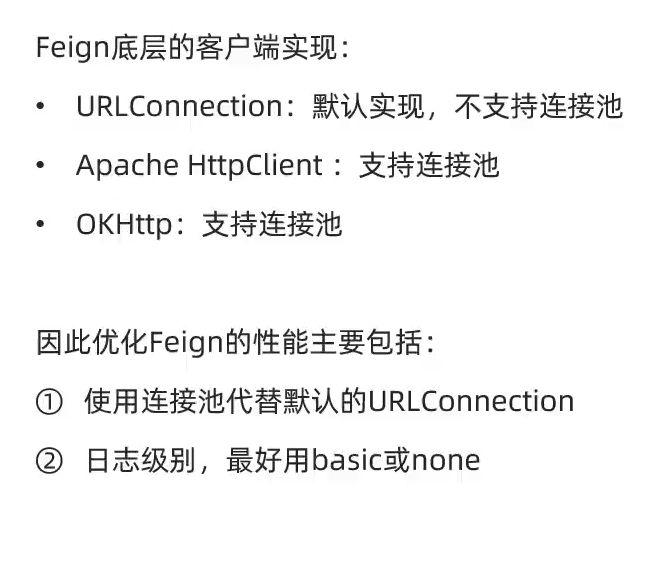 Feign底层的客户端实现：
• URLConnection：默认实现，不支持连接池
• Apache HttpClient ：支持连接池
• OKHttp：支持连接池
因此优化Feign的性能主要包括：
① 使用连接池代替默认的URLConnection
② 日志级别，最好用basic或none